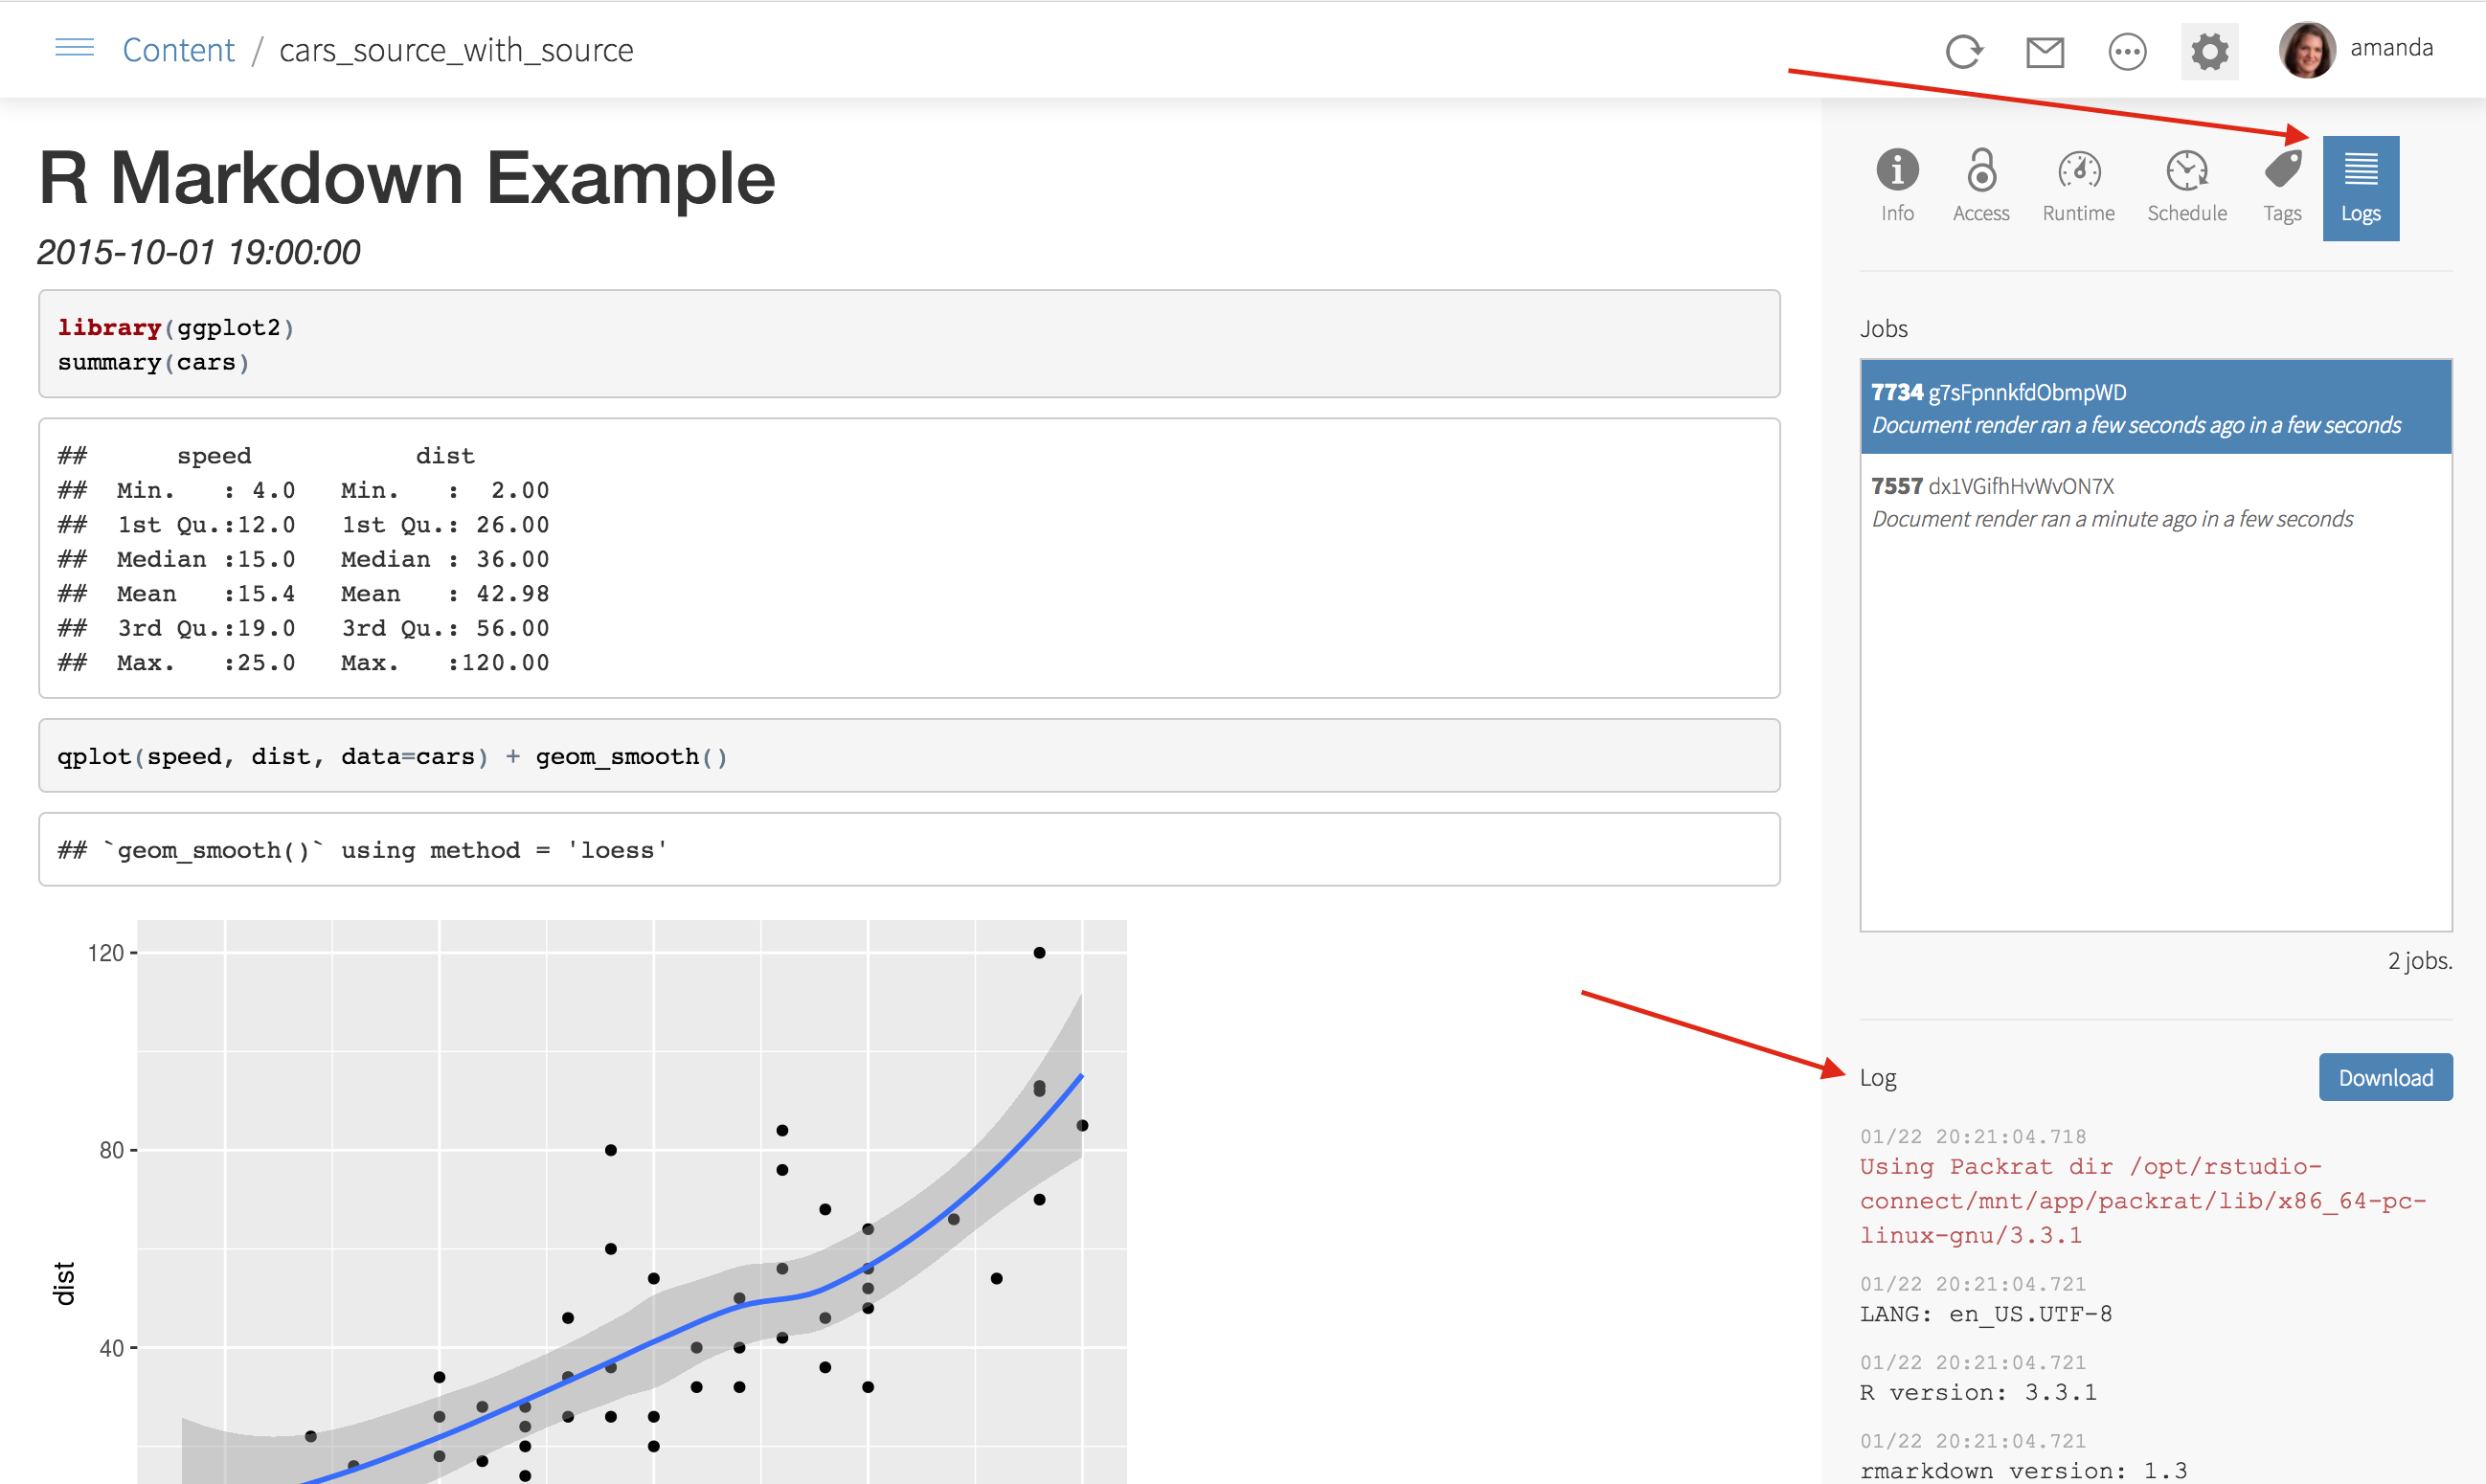 Content / cars_source_with_source
amanda
R Markdown Example
2015-10-01 19:00:00
library(ggplot2)
summary(cars)
##      speed           dist
##  Min.   : 4.0   Min.   :  2.00
##  1st Qu.:12.0   1st Qu.: 26.00
##  Median :15.0   Median : 36.00
##  Mean   :15.4   Mean   : 42.98
##  3rd Qu.:19.0   3rd Qu.: 56.00
##  Max.   :25.0   Max.   :120.00
qplot(speed, dist, data=cars) + geom_smooth()
## `geom_smooth()` using method = 'loess'
120
80
40
dist
Info Access Runtime Schedule Tags Logs
Jobs
7734 g7sFpnnkfdObmpWD
Document render ran a few seconds ago in a few seconds
7557 dx1VGifhHvWvON7X
Document render ran a minute ago in a few seconds
2 jobs.
Log Download
01/22 20:21:04.718
Using Packrat dir /opt/rstudio-
connect/mnt/app/packrat/lib/x86_64-pc-
linux-gnu/3.3.1
01/22 20:21:04.721
LANG: en_US.UTF-8
01/22 20:21:04.721
R version: 3.3.1
01/22 20:21:04.721
rmarkdown version: 1.3